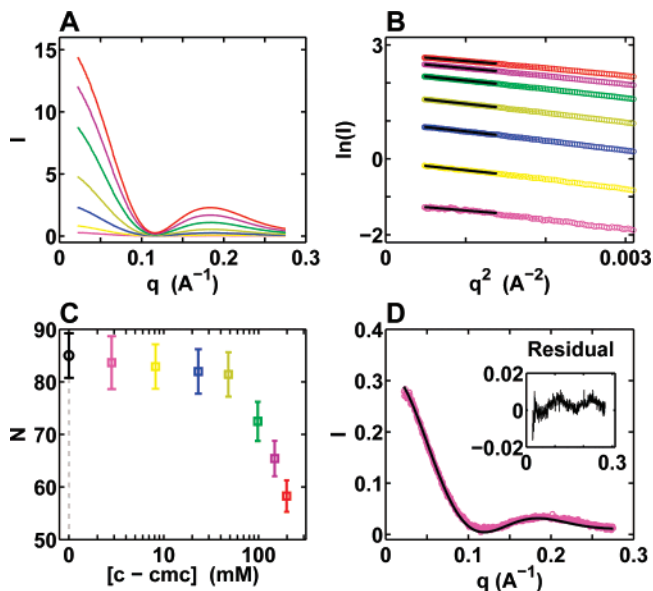 A
15
10
5
0
I
0
0.1
0.2
0.3
q (A⁻¹)
B
3
0
−2
ln(I)
0
0.003
q² (A⁻²)
C
90
80
70
60
50
N
0
1
10
100
[c − cmc] (mM)
D
0.4
0.3
0.2
0.1
0
I
0
0.1
0.2
0.3
q (A⁻¹)
Residual
0.02
0
−0.02
0
0.3